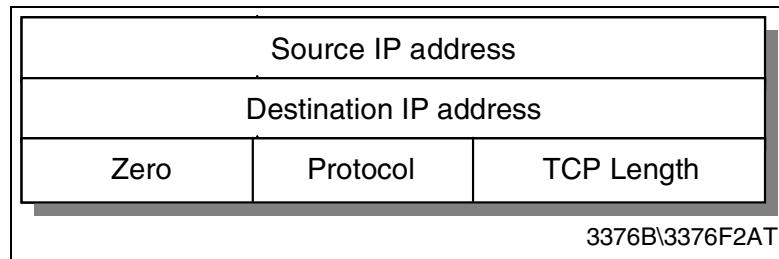 Source IP address
Destination IP address
Zero Protocol TCP Length
3376B\3376F2AT